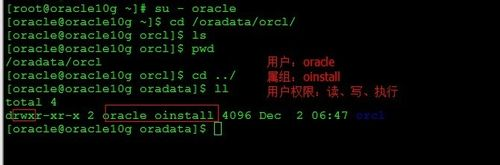 [root@oracle10g ~]# su - oracle
[oracle@oracle10g ~]$ cd /oradata/orcl/
[oracle@oracle10g orcl]$ ls
[oracle@oracle10g orcl]$ pwd
/oradata/orcl
用户：oracle
[oracle@oracle10g orcl]$ cd ../
属组：oinstall
[oracle@oracle10g oradata]$ ll
用户权限：读、写、执行
total 4
drwxr-xr-x 2 oracle oinstall 4096 Dec  2 06:47 orcl
[oracle@oracle10g oradata]$